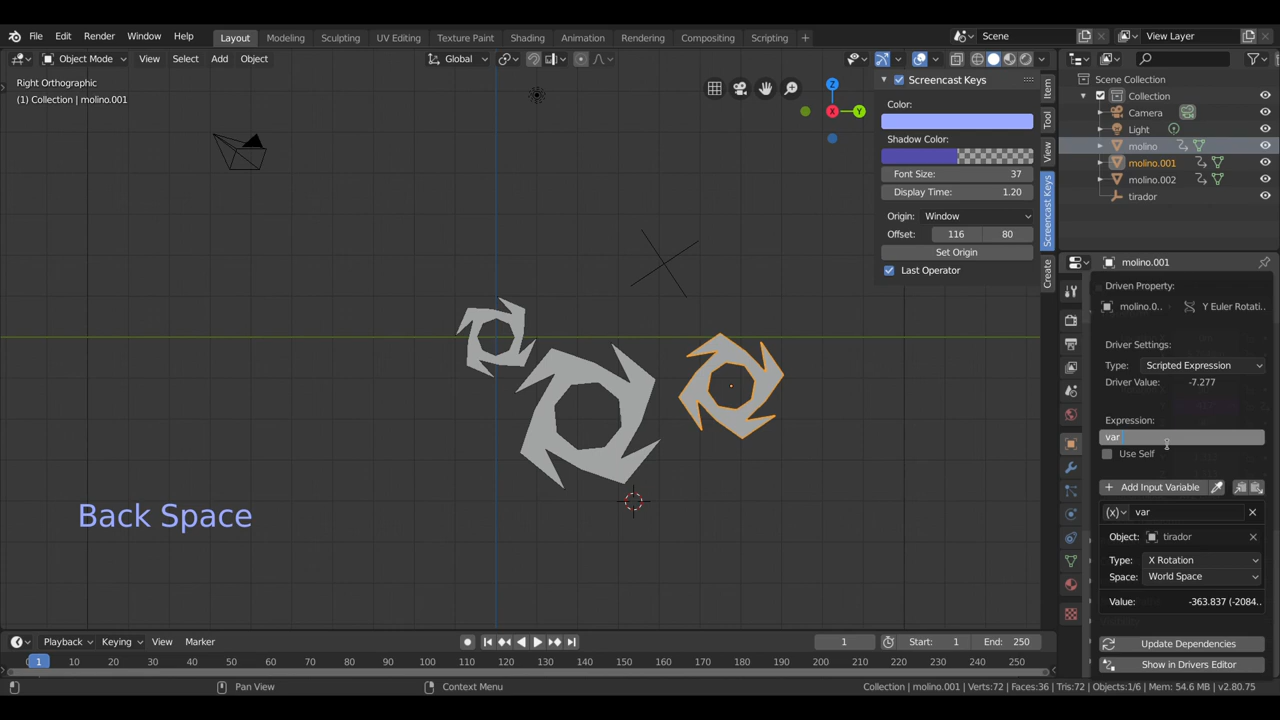 File Edit Render Window Help Layout Modeling Sculpting UV Editing Texture Paint Shading Animation Rendering Compositing Scripting + Scene View Layer
Object Mode View Select Add Object Global
Right Orthographic
(1) Collection | molino.001
Z
X Y
Screencast Keys
Color:
Shadow Color:
Font Size: 37
Display Time: 1.20
Origin: Window
Offset: 116 80
Set Origin
Last Operator
Item
Tool
View
Screencast Keys
Create
Scene Collection
Collection
Camera
Light
molino
molino.001
molino.002
tirador
molino.001
Driven Property:
molino.0.. Y Euler Rotati..
Driver Settings:
Type: Scripted Expression
Driver Value: -7.277
Expression:
var
Use Self
+ Add Input Variable
(x) var
Object: tirador
Type: X Rotation
Space: World Space
Value: -363.837 (-2084..
Update Dependencies
Show in Drivers Editor
Back Space
Playback Keying View Marker 1 Start: 1 End: 250
1 10 20 30 40 50 60 70 80 90 100 110 120 130 140 150 160 170 180 190 200 210 220 230 240 250
Pan View Context Menu Collection | molino.001 | Verts:72 | Faces:36 | Tris:72 | Objects:1/6 | Mem: 54.6 MB | v2.80.75